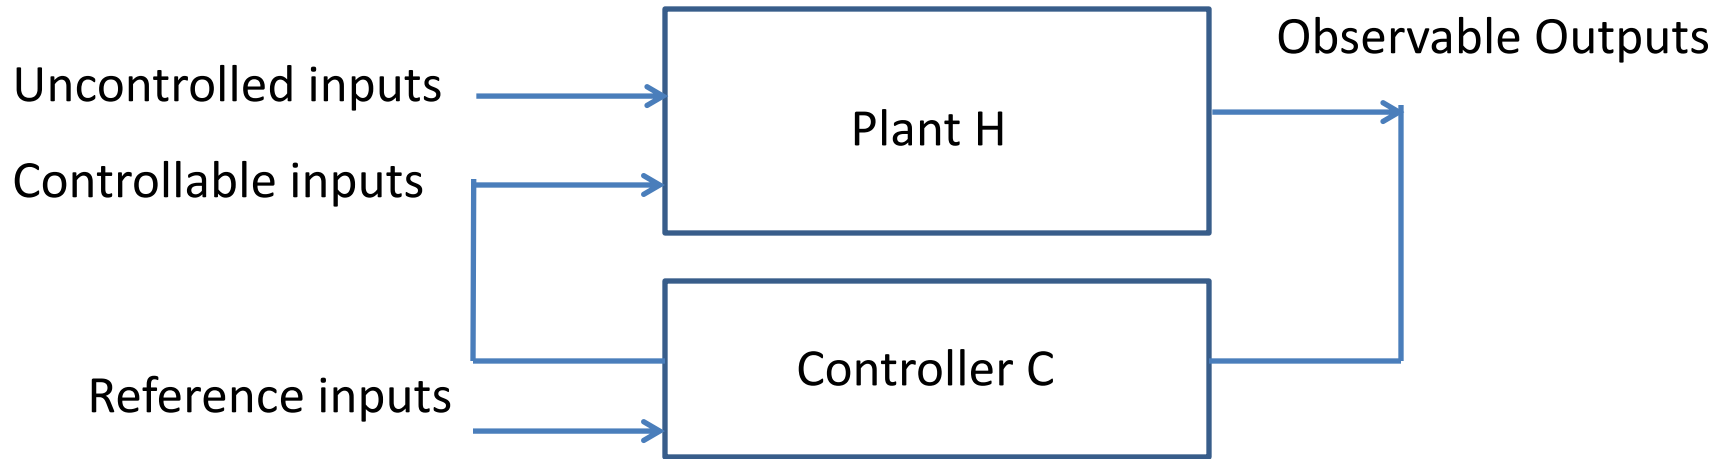 Uncontrolled inputs
Controllable inputs
Reference inputs
Plant H
Controller C
Observable Outputs